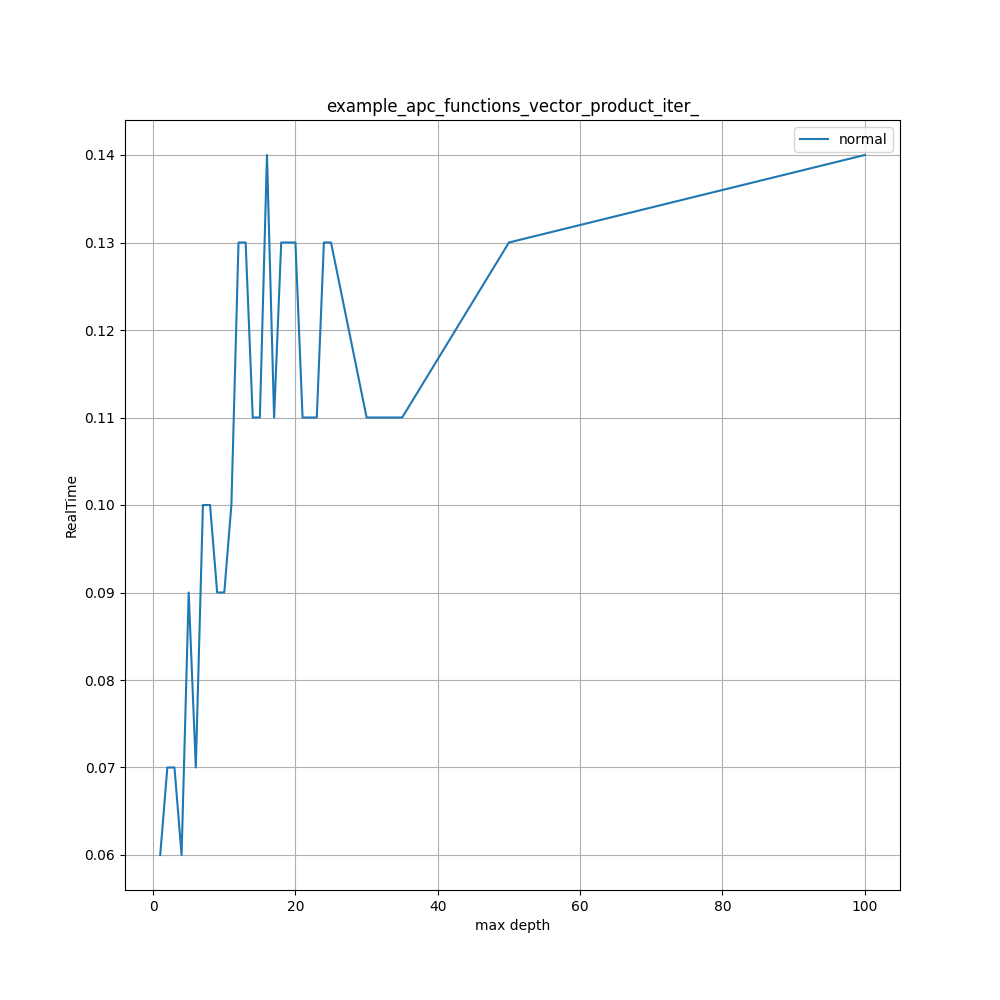 example_apc_functions_vector_product_iter_
normal
0.14
0.13
0.12
0.11
0.10
0.09
0.08
0.07
0.06
RealTime
0 20 40 60 80 100
max depth